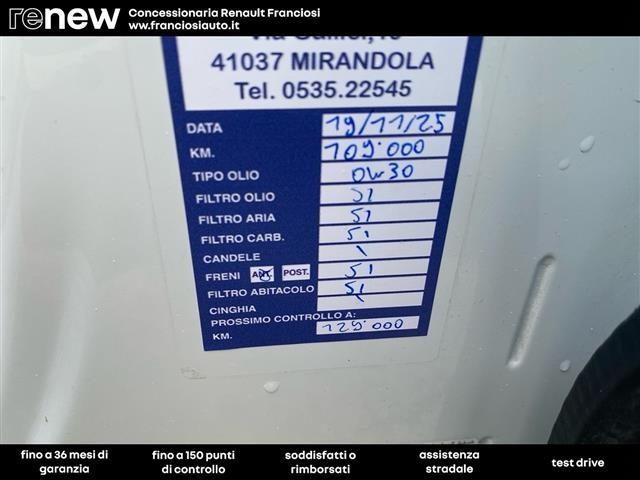 renew
Concessionaria Renault Franciosi
www.franciosiauto.it
Via Galilei,
41037 MIRANDOLA
Tel. 0535.22545
DATA 19/11/25
KM. 109.000
TIPO OLIO 0W30
FILTRO OLIO SI
FILTRO ARIA SI
FILTRO CARB. SI
CANDELE \
FRENI ANT. POST. SI
FILTRO ABITACOLO SI
CINGHIA \
PROSSIMO CONTROLLO A:
KM. 129.000
fino a 36 mesi di garanzia
fino a 150 punti di controllo
soddisfatti o rimborsati
assistenza stradale
test drive